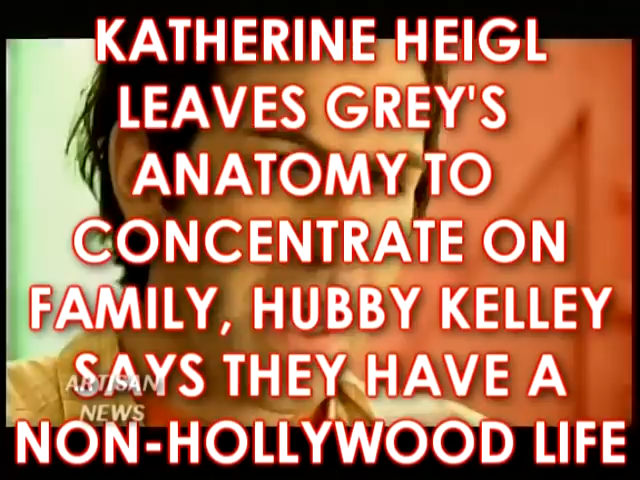 KATHERINE HEIGL
LEAVES GREY'S
ANATOMY TO
CONCENTRATE ON
FAMILY, HUBBY KELLEY
SAYS THEY HAVE A
ARTISAN
NEWS
NON-HOLLYWOOD LIFE